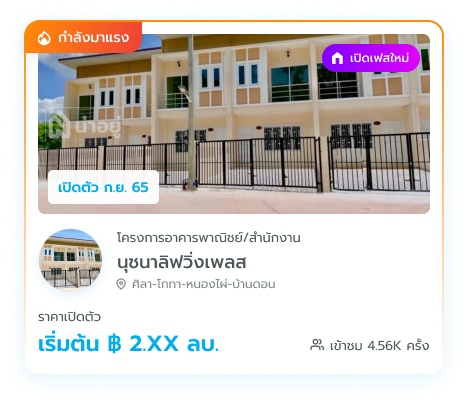 กำลังมาแรง
เปิดเฟสใหม่
น่าอยู่
เปิดตัว ก.ย. 65
โครงการอาคารพาณิชย์/สำนักงาน
นุชนาลิฟวิ่งเพลส
ศิลา-โกทา-หนองไผ่-บ้านดอน
ราคาเปิดตัว
เริ่มต้น ฿ 2.XX ลบ.
เข้าชม 4.56K ครั้ง